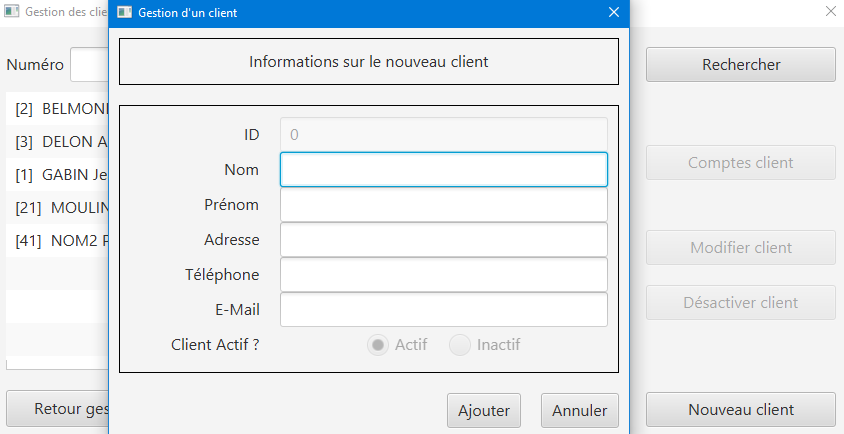 Gestion des clie
Gestion d'un client
Numéro
Rechercher
[2] BELMON
[3] DELON A
[1] GABIN Je
[21] MOULIN
[41] NOM2 P
Retour ges
Informations sur le nouveau client
ID 0
Nom
Prénom
Adresse
Téléphone
E-Mail
Client Actif ? Actif Inactif
Ajouter Annuler
Comptes client
Modifier client
Désactiver client
Nouveau client